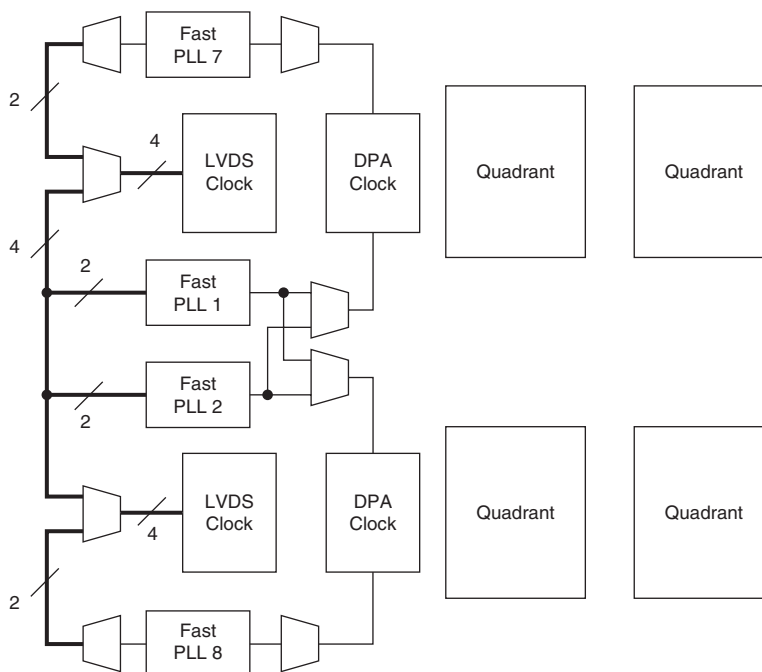 Fast
PLL 7
2
4
LVDS
Clock
DPA
Clock
Quadrant
Quadrant
4
2
Fast
PLL 1
Fast
PLL 2
2
LVDS
Clock
4
DPA
Clock
Quadrant
Quadrant
2
Fast
PLL 8